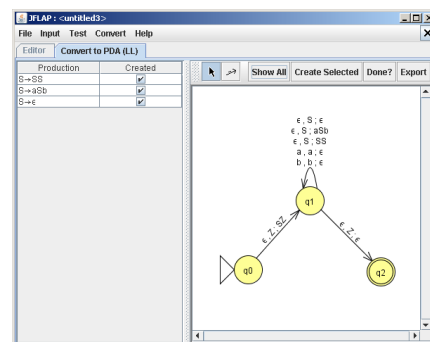 JFLAP : <untitled3>
File Input Test Convert Help
Editor Convert to PDA (LL)
Production Created
S→SS
S→aSb
S→ϵ
Show All Create Selected Done? Export
ϵ , S ; ϵ
ϵ , S ; aSb
ϵ , S ; SS
a , a ; ϵ
b , b ; ϵ
q1
ϵ , Z ; SZ
ϵ , Z ; ϵ
q0
q2